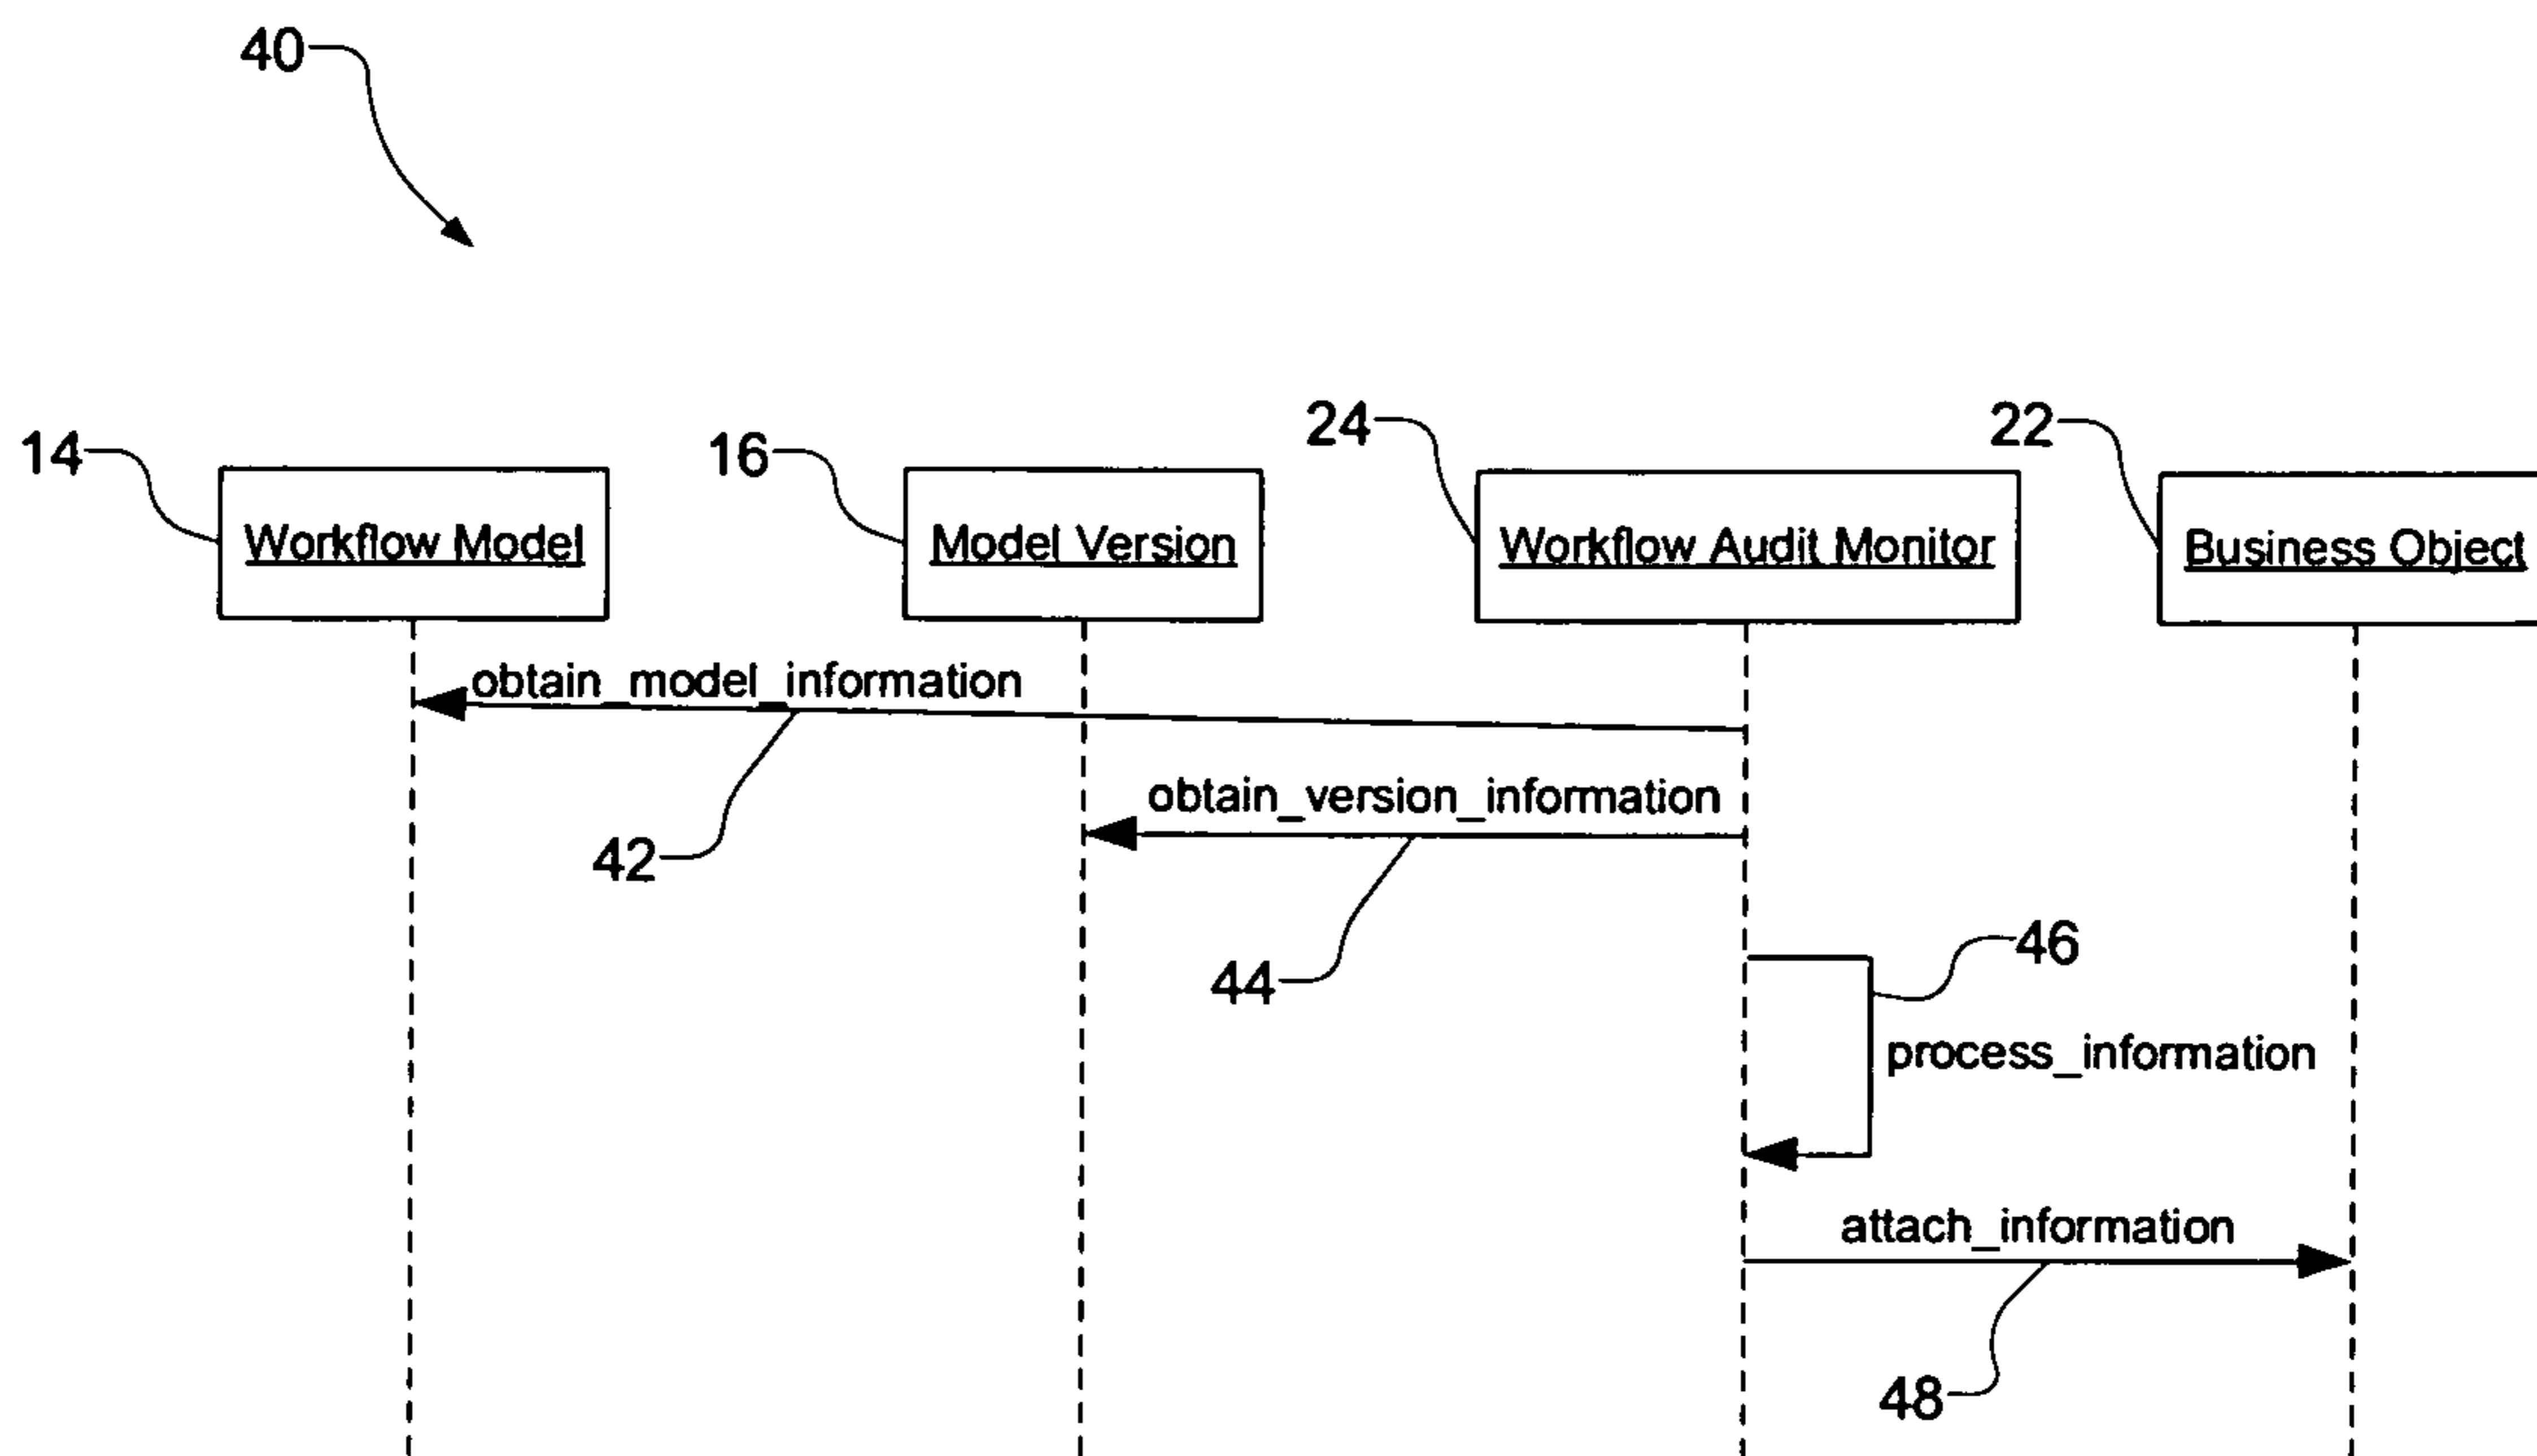 40
14
16
24
22
Workflow Model
Model Version
Workflow Audit Monitor
Business Object
obtain_model_information
42
obtain_version_information
44
46
process_information
attach_information
48